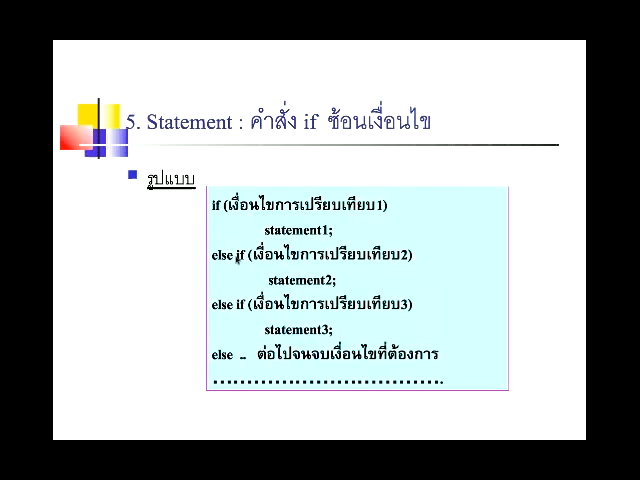 5. Statement : คำสั่ง if ซ้อนเงื่อนไข
รูปแบบ
if (เงื่อนไขการเปรียบเทียบ1)
statement1;
else if (เงื่อนไขการเปรียบเทียบ2)
statement2;
else if (เงื่อนไขการเปรียบเทียบ3)
statement3;
else .. ต่อไปจนจบเงื่อนไขที่ต้องการ
……………………………….